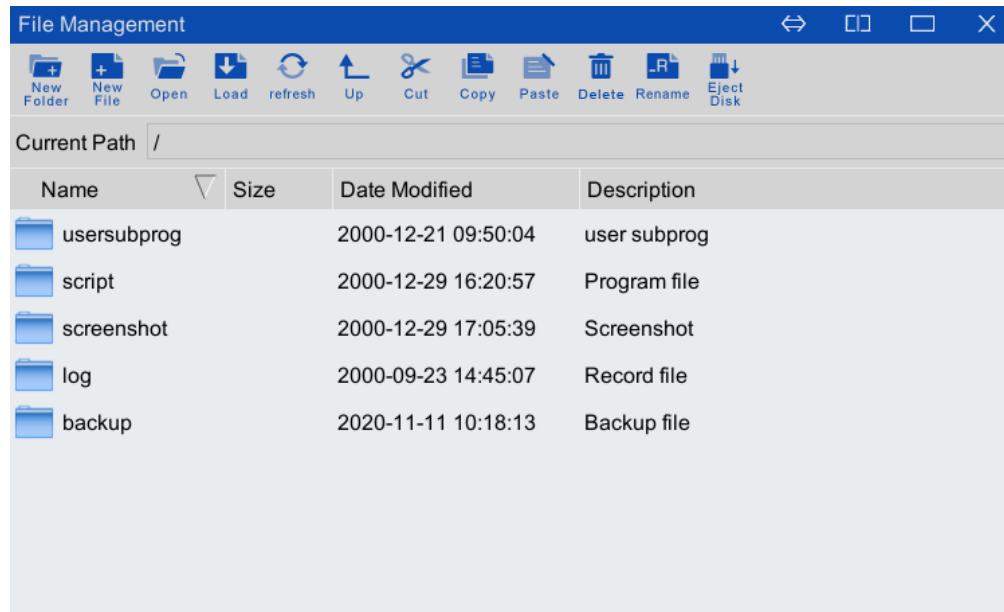 File Management
New Folder New File Open Load refresh Up Cut Copy Paste Delete Rename Eject Disk
Current Path /
Name Size Date Modified Description
usersubprog 2000-12-21 09:50:04 user subprog
script 2000-12-29 16:20:57 Program file
screenshot 2000-12-29 17:05:39 Screenshot
log 2000-09-23 14:45:07 Record file
backup 2020-11-11 10:18:13 Backup file